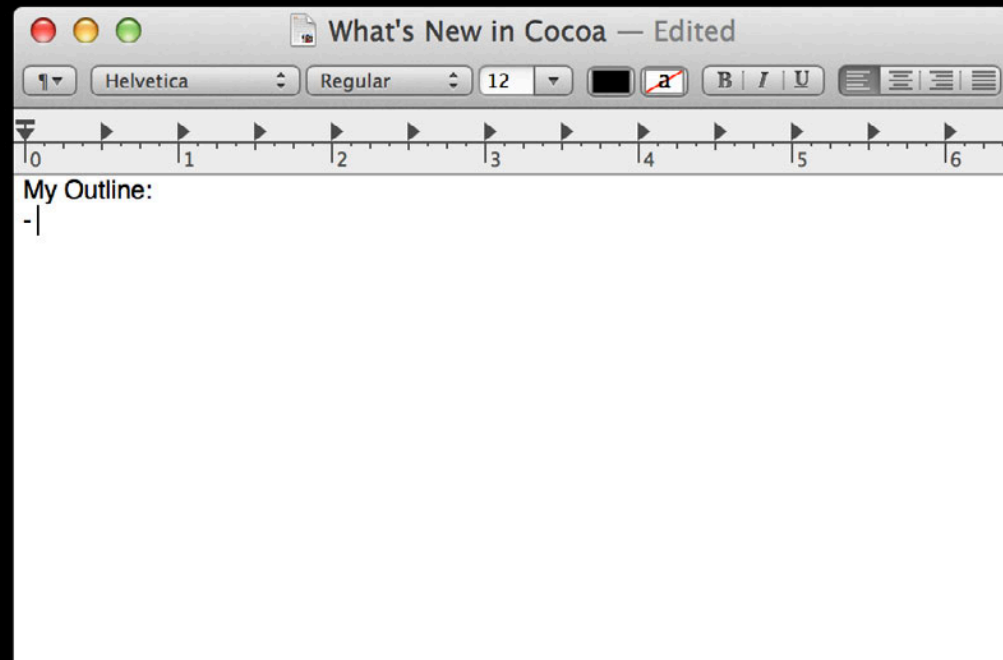 What's New in Cocoa — Edited
¶ Helvetica Regular 12 a B I U
0 1 2 3 4 5 6
My Outline:
-